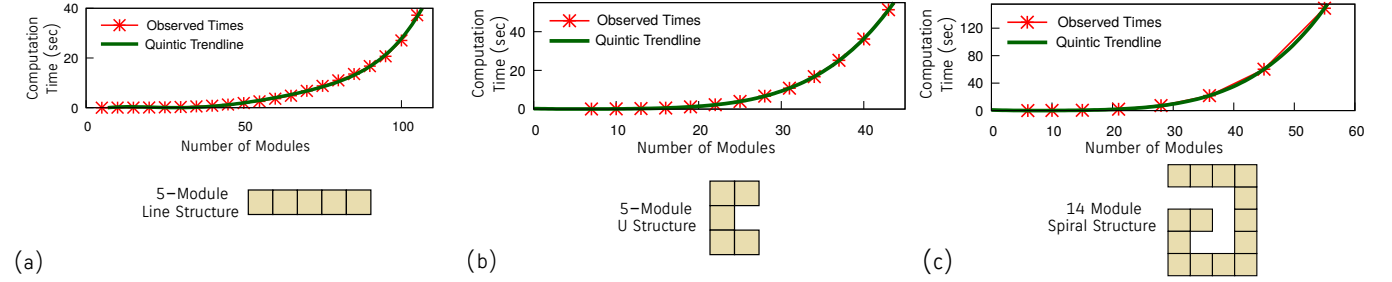 Computation
Time (sec)
40
20
0
Observed Times
Quintic Trendline
0
50
100
Number of Modules
5-Module
Line Structure
(a)
Computation
Time (sec)
40
20
0
Observed Times
Quintic Trendline
0
10
20
30
40
Number of Modules
5-Module
U Structure
(b)
Computation
Time (sec)
120
80
40
0
Observed Times
Quintic Trendline
0
10
20
30
40
50
60
Number of Modules
14 Module
Spiral Structure
(c)